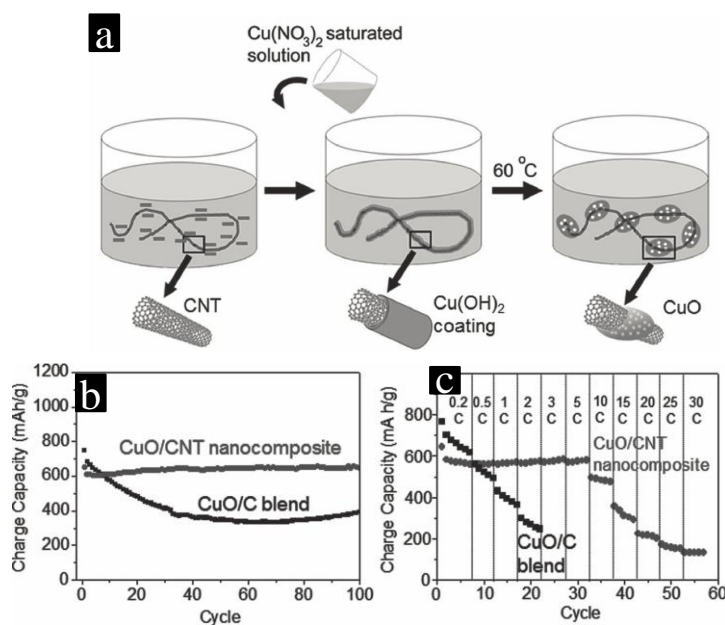 a
Cu(NO3)2 saturated
solution
60 °C
CNT
Cu(OH)2
coating
CuO
b
Charge Capacity (mAh/g)
1200
1000
800
600
400
200
0
CuO/CNT nanocomposite
CuO/C blend
0 20 40 60 80 100
Cycle
c
Charge Capacity (mA h/g)
800
600
400
200
0
0.2 0.5 1 2 3 5 10 15 20 25 30
C C C C C C C C C C C
CuO/CNT
nanocomposite
CuO/C
blend
0 10 20 30 40 50 60
Cycle